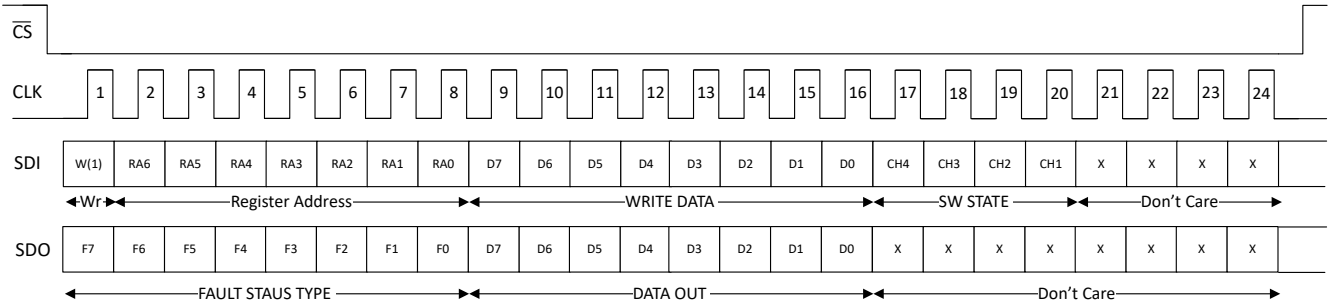 CS
CLK 1 2 3 4 5 6 7 8 9 10 11 12 13 14 15 16 17 18 19 20 21 22 23 24
SDI W(1) RA6 RA5 RA4 RA3 RA2 RA1 RA0 D7 D6 D5 D4 D3 D2 D1 D0 CH4 CH3 CH2 CH1 X X X X
Wr Register Address WRITE DATA SW STATE Don't Care
SDO F7 F6 F5 F4 F3 F2 F1 F0 D7 D6 D5 D4 D3 D2 D1 D0 X X X X X X X X
FAULT STAUS TYPE DATA OUT Don't Care